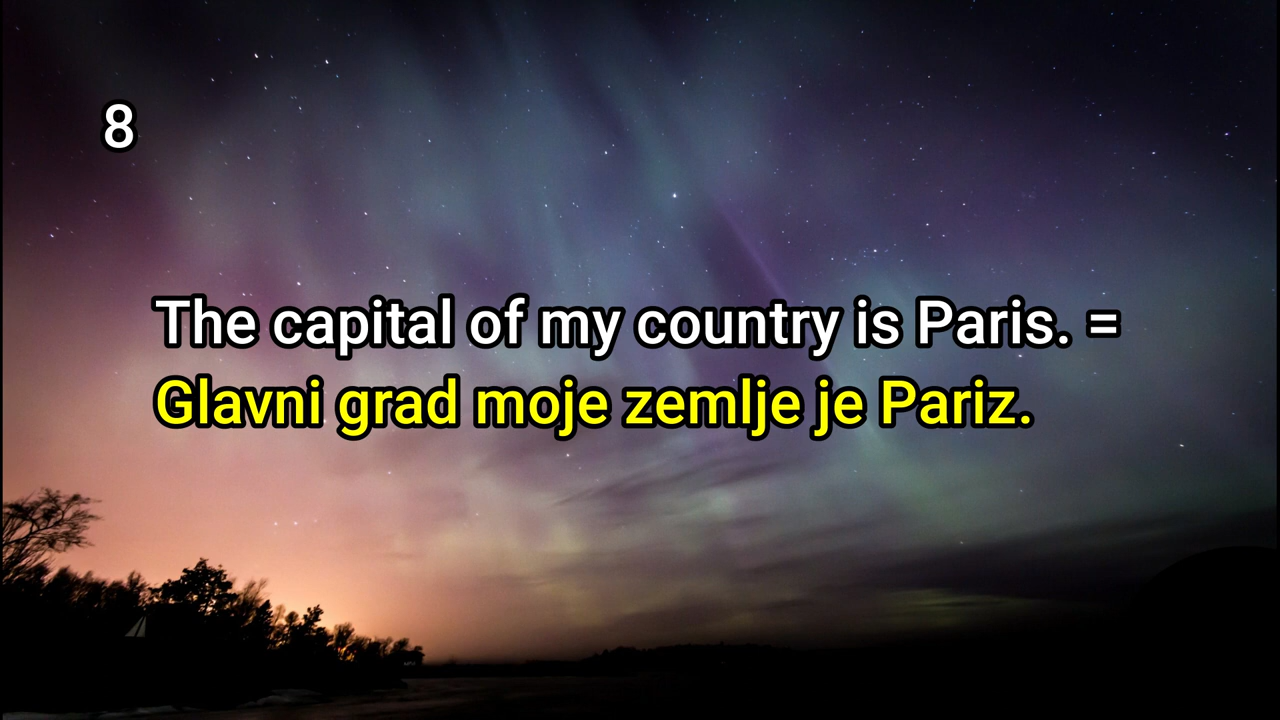 8
The capital of my country is Paris. =
Glavni grad moje zemlje je Pariz.